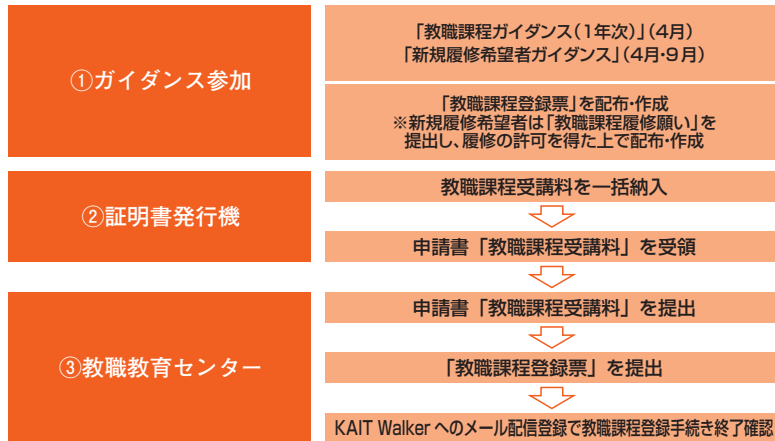 ①ガイダンス参加
「教職課程ガイダンス（1年次）」（4月）
「新規履修希望者ガイダンス」（4月・9月）
「教職課程登録票」を配布・作成
※新規履修希望者は「教職課程履修願い」を
提出し、履修の許可を得た上で配布・作成
②証明書発行機
教職課程受講料を一括納入
申請書「教職課程受講料」を受領
③教職教育センター
申請書「教職課程受講料」を提出
「教職課程登録票」を提出
KAIT Walker へのメール配信登録で教職課程登録手続き終了確認